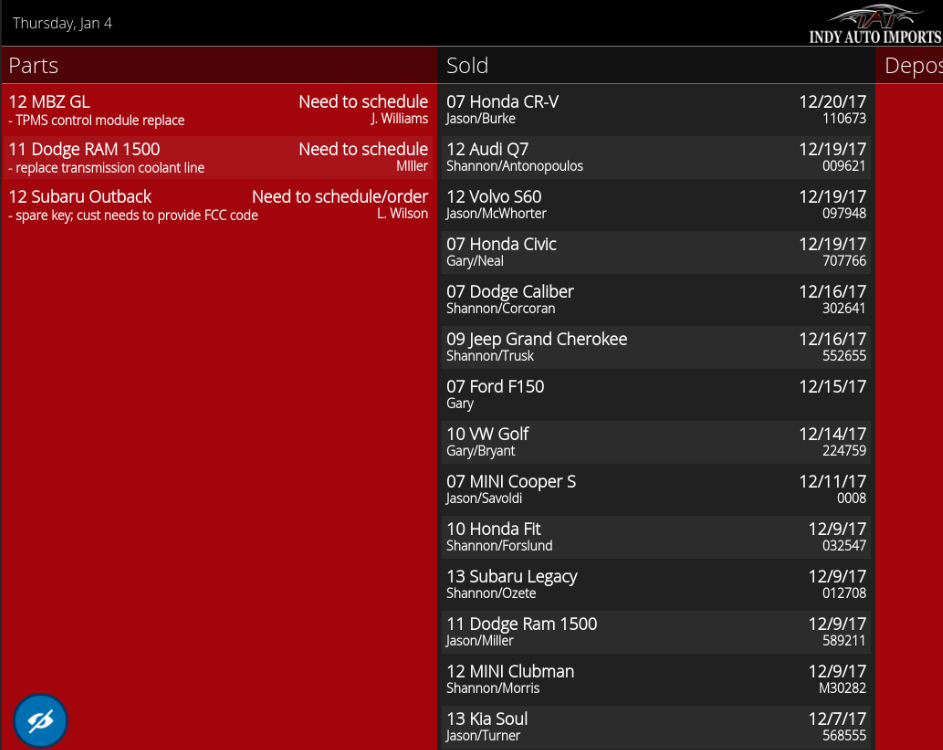 Thursday, Jan 4
TAT
INDY AUTO IMPORTS
Parts
12 MBZ GL
Need to schedule
- TPMS control module replace
J. Williams
11 Dodge RAM 1500
Need to schedule
- replace transmission coolant line
MIller
12 Subaru Outback
Need to schedule/order
- spare key; cust needs to provide FCC code
L. Wilson
Sold
07 Honda CR-V
12/20/17
Jason/Burke
110673
12 Audi Q7
12/19/17
Shannon/Antonopoulos
009621
12 Volvo S60
12/19/17
Jason/McWhorter
097948
07 Honda Civic
12/19/17
Gary/Neal
707766
07 Dodge Caliber
12/16/17
Shannon/Corcoran
302641
09 Jeep Grand Cherokee
12/16/17
Shannon/Trusk
552655
07 Ford F150
12/15/17
Gary
10 VW Golf
12/14/17
Gary/Bryant
224759
07 MINI Cooper S
12/11/17
Jason/Savoldi
0008
10 Honda Fit
12/9/17
Shannon/Forslund
032547
13 Subaru Legacy
12/9/17
Shannon/Ozete
012708
11 Dodge Ram 1500
12/9/17
Jason/Miller
589211
12 MINI Clubman
12/9/17
Shannon/Morris
M30282
13 Kia Soul
12/7/17
Jason/Turner
568555
Depos